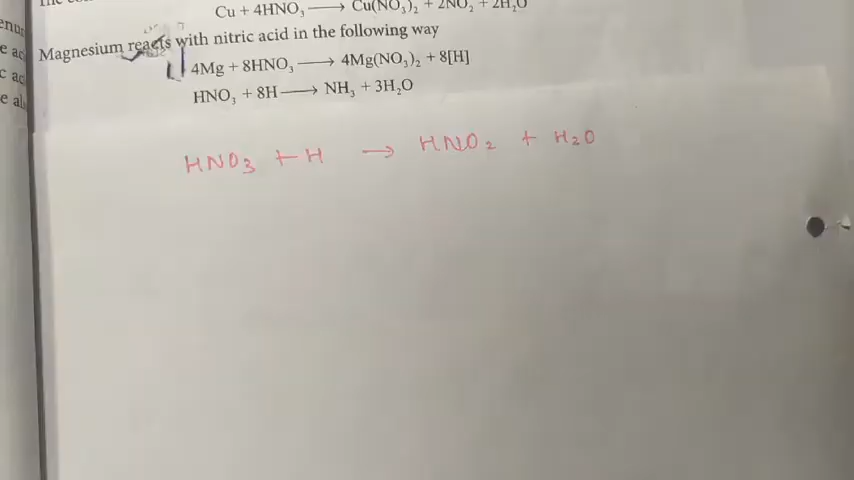 Cu + 4HNO₃ ⟶ Cu(NO₃)₂ + 2NO₂ + 2H₂O
Magnesium reacts with nitric acid in the following way
4Mg + 8HNO₃ ⟶ 4Mg(NO₃)₂ + 8[H]
HNO₃ + 8H ⟶ NH₃ + 3H₂O
HNO₃ + H → HNO₂ + H₂O